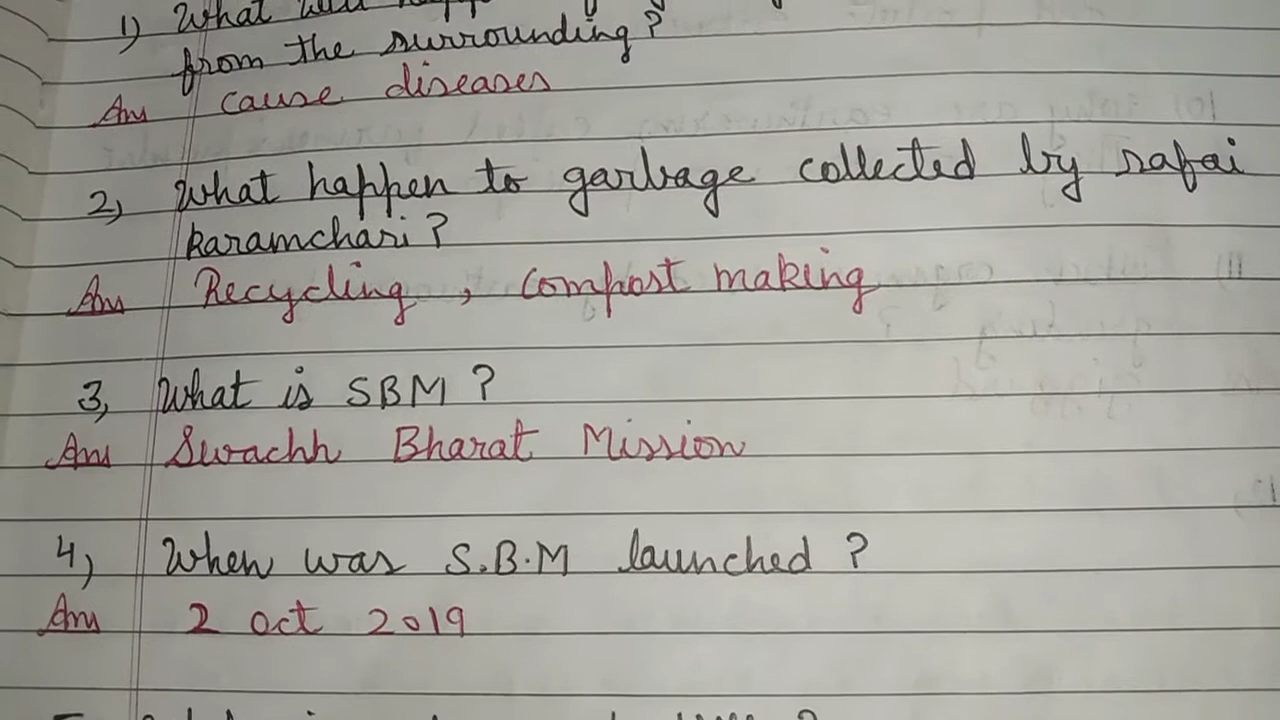 1) What
from the surrounding?
Ans cause diseases
2, What happen to garbage collected by safai
karamchari?
Ans Recycling, compost making
3, What is SBM?
Ans Swachh Bharat Mission
4, When was S.B.M launched?
Ans 2 Oct 2019